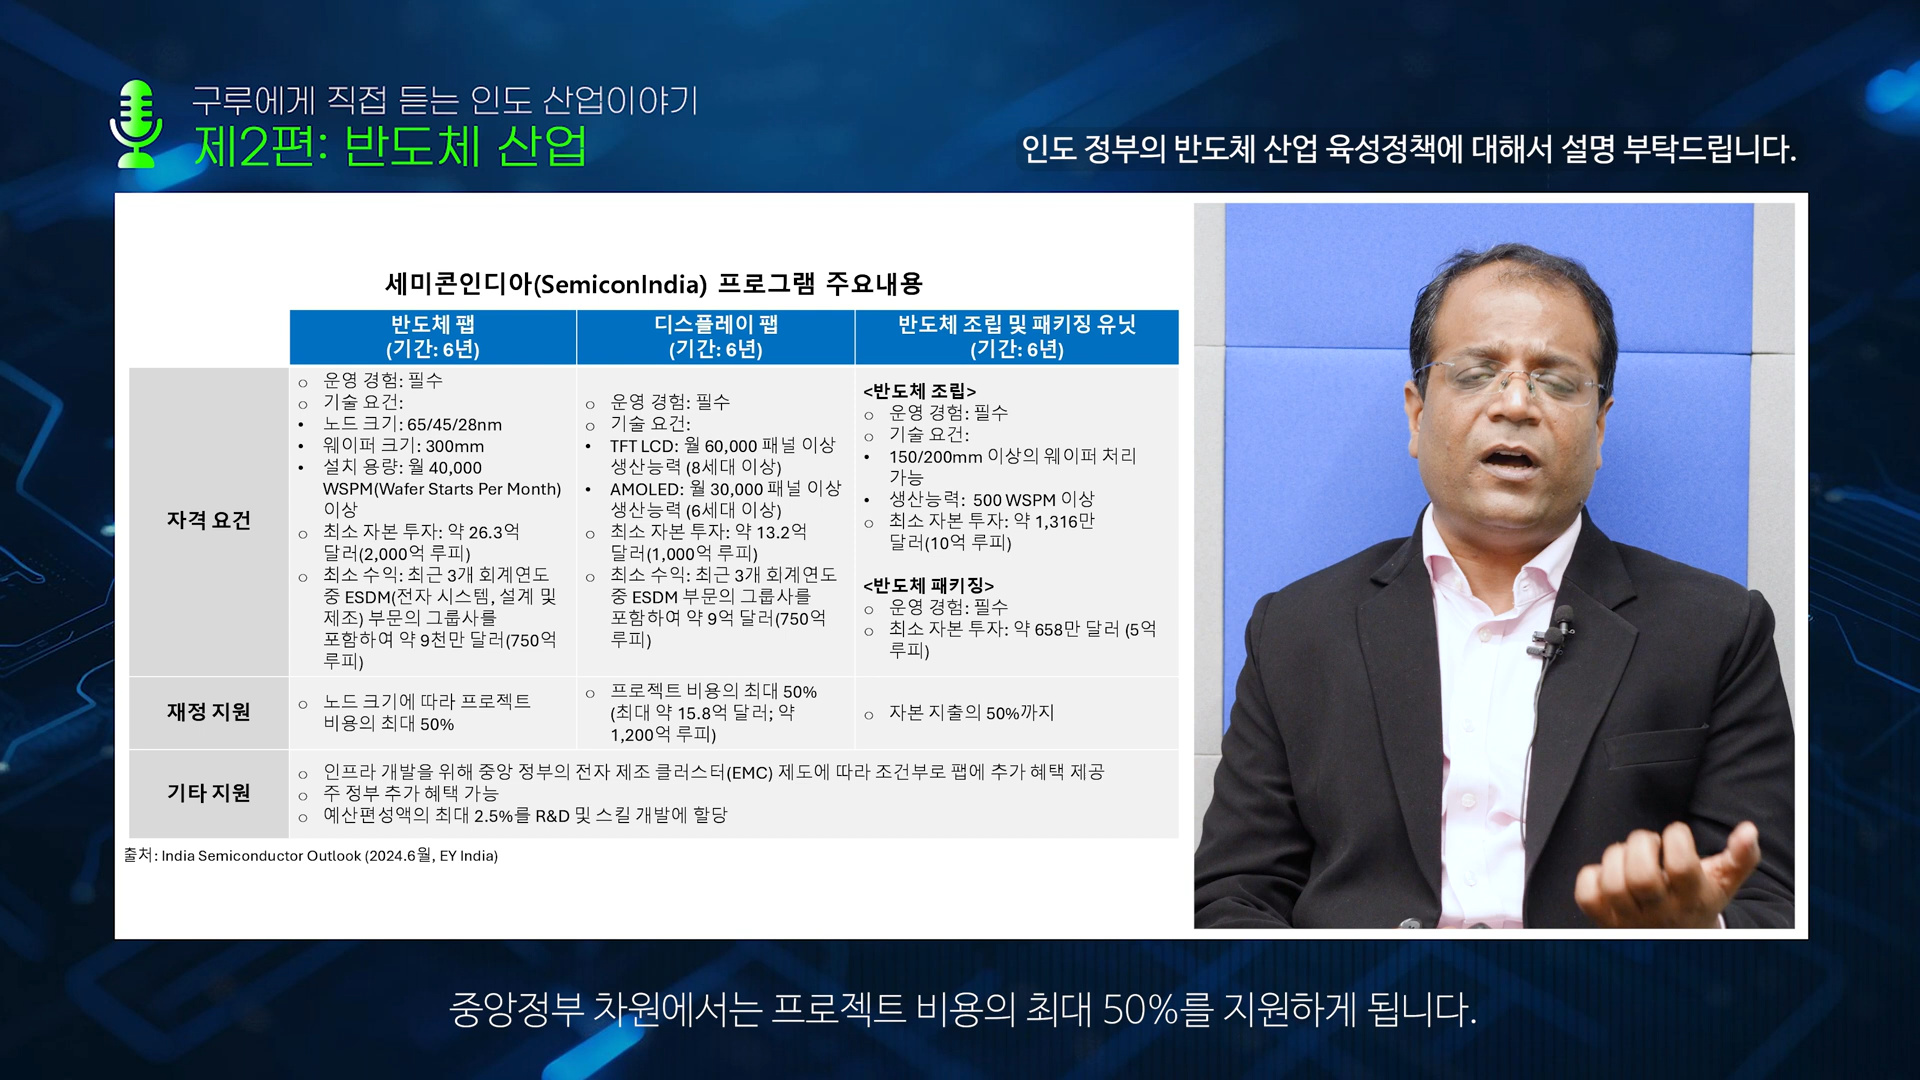 구루에게 직접 듣는 인도 산업이야기
제2편: 반도체 산업
인도 정부의 반도체 산업 육성정책에 대해서 설명 부탁드립니다.
세미콘인디아(SemiconIndia) 프로그램 주요내용
반도체 팹
(기간: 6년)
디스플레이 팹
(기간: 6년)
반도체 조립 및 패키징 유닛
(기간: 6년)
자격 요건
○ 운영 경험: 필수
○ 기술 요건:
• 노드 크기: 65/45/28nm
• 웨이퍼 크기: 300mm
• 설치 용량: 월 40,000
WSPM(Wafer Starts Per Month)
이상
○ 최소 자본 투자: 약 26.3억
달러(2,000억 루피)
○ 최소 수익: 최근 3개 회계연도
중 ESDM(전자 시스템, 설계 및
제조) 부문의 그룹사를
포함하여 약 9천만 달러(750억
루피)
○ 운영 경험: 필수
○ 기술 요건:
• TFT LCD: 월 60,000 패널 이상
생산능력 (8세대 이상)
• AMOLED: 월 30,000 패널 이상
생산능력 (6세대 이상)
○ 최소 자본 투자: 약 13.2억
달러(1,000억 루피)
○ 최소 수익: 최근 3개 회계연도
중 ESDM 부문의 그룹사를
포함하여 약 9억 달러(750억
루피)
<반도체 조립>
○ 운영 경험: 필수
○ 기술 요건:
• 150/200mm 이상의 웨이퍼 처리
가능
• 생산능력: 500 WSPM 이상
○ 최소 자본 투자: 약 1,316만
달러(10억 루피)
<반도체 패키징>
○ 운영 경험: 필수
○ 최소 자본 투자: 약 658만 달러 (5억
루피)
재정 지원
○ 노드 크기에 따라 프로젝트
비용의 최대 50%
○ 프로젝트 비용의 최대 50%
(최대 약 15.8억 달러; 약
1,200억 루피)
○ 자본 지출의 50%까지
기타 지원
○ 인프라 개발을 위해 중앙 정부의 전자 제조 클러스터(EMC) 제도에 따라 조건부로 팹에 추가 혜택 제공
○ 주 정부 추가 혜택 가능
○ 예산편성액의 최대 2.5%를 R&D 및 스킬 개발에 할당
출처: India Semiconductor Outlook (2024.6월, EY India)
중앙정부 차원에서는 프로젝트 비용의 최대 50%를 지원하게 됩니다.